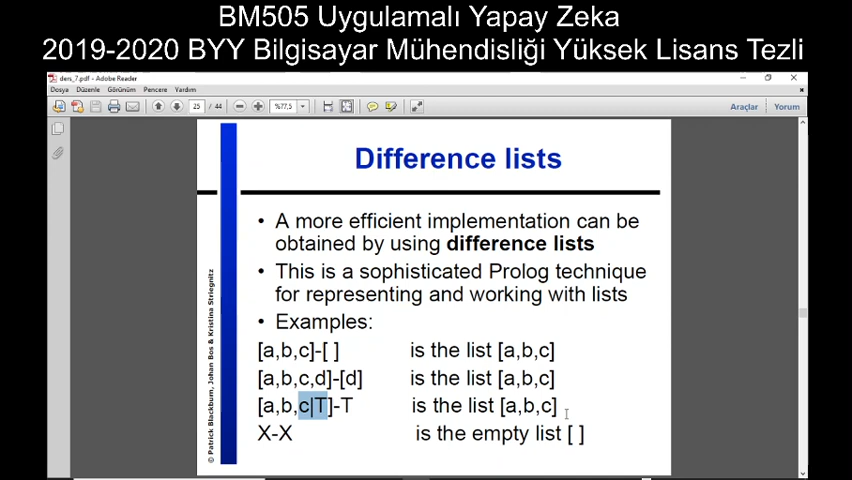 BM505 Uygulamalı Yapay Zeka
2019-2020 BYY Bilgisayar Mühendisliği Yüksek Lisans Tezli
ders_7.pdf - Adobe Reader
Dosya Düzenle Görünüm Pencere Yardım
25 / 44 %77,5 Araçlar Yorum
Difference lists
• A more efficient implementation can be
obtained by using difference lists
• This is a sophisticated Prolog technique
for representing and working with lists
• Examples:
[a,b,c]-[ ] is the list [a,b,c]
[a,b,c,d]-[d] is the list [a,b,c]
[a,b,c|T]-T is the list [a,b,c]
X-X is the empty list [ ]
© Patrick Blackburn, Johan Bos & Kristina Striegnitz